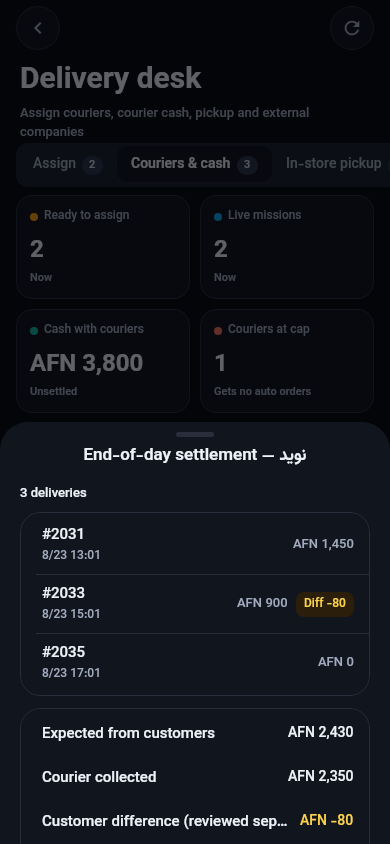 Delivery desk
Assign couriers, courier cash, pickup and external
companies
Assign 2 Couriers & cash 3 In-store pickup
Ready to assign
2
Now
Live missions
2
Now
Cash with couriers
AFN 3,800
Unsettled
Couriers at cap
1
Gets no auto orders
End-of-day settlement — نوید
3 deliveries
#2031
8/23 13:01
AFN 1,450
#2033
8/23 15:01
AFN 900 Diff -80
#2035
8/23 17:01
AFN 0
Expected from customers AFN 2,430
Courier collected AFN 2,350
Customer difference (reviewed sep… AFN -80